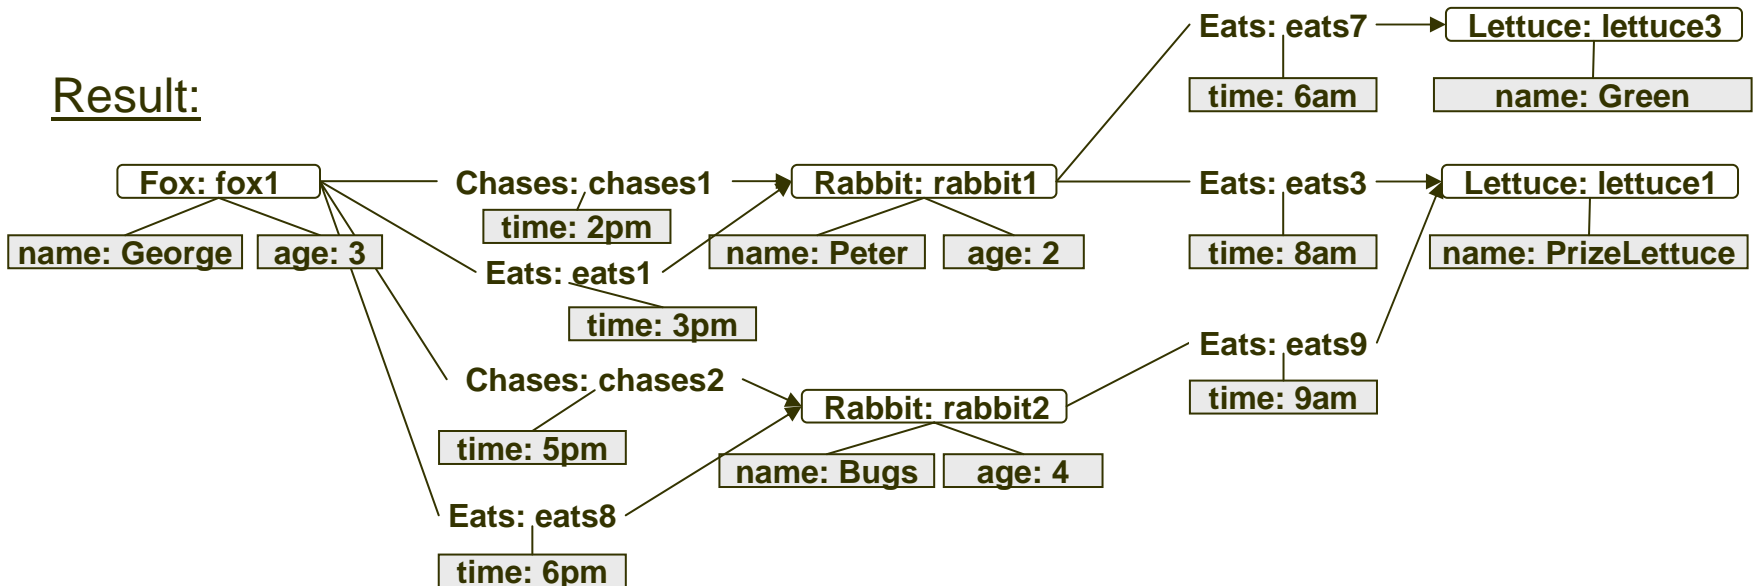 Eats: eats7
Lettuce: lettuce3
Result:
time: 6am
name: Green
Fox: fox1
Chases: chases1
Rabbit: rabbit1
Eats: eats3
Lettuce: lettuce1
time: 2pm
name: George
age: 3
name: Peter
age: 2
time: 8am
name: PrizeLettuce
Eats: eats1
time: 3pm
Eats: eats9
Chases: chases2
time: 9am
Rabbit: rabbit2
time: 5pm
name: Bugs
age: 4
Eats: eats8
time: 6pm